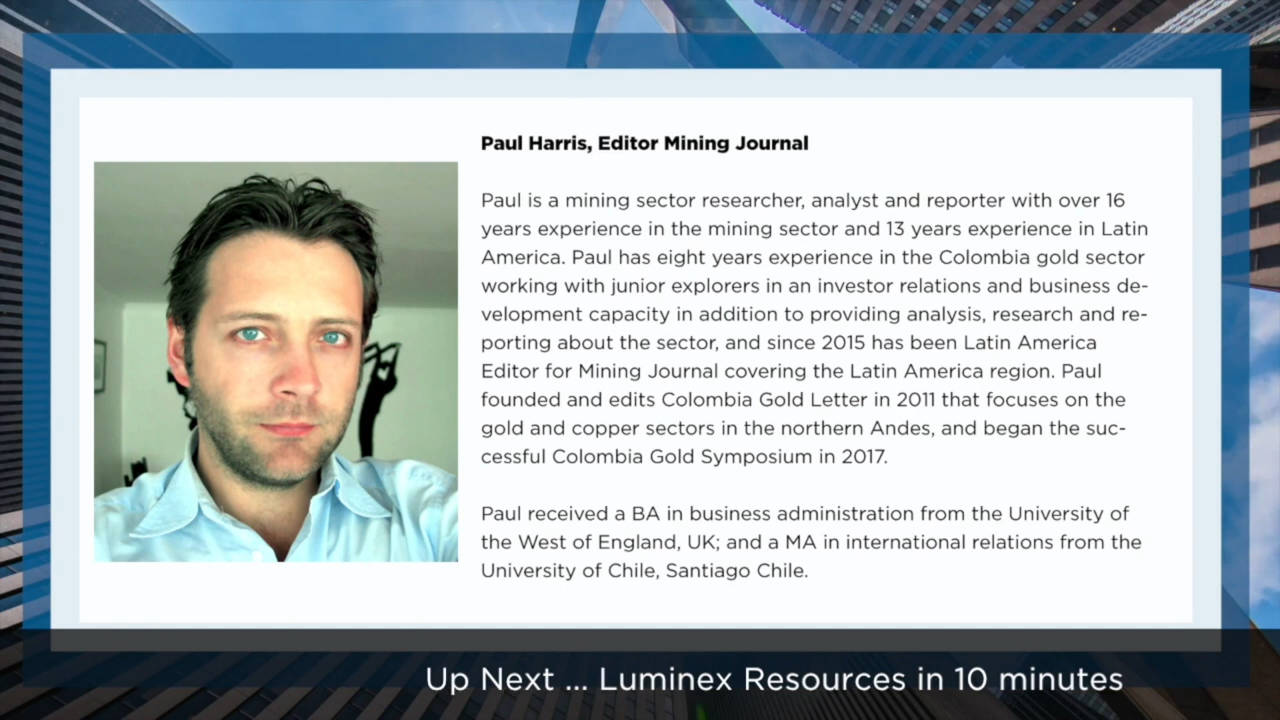 Paul Harris, Editor Mining Journal
Paul is a mining sector researcher, analyst and reporter with over 16
years experience in the mining sector and 13 years experience in Latin
America. Paul has eight years experience in the Colombia gold sector
working with junior explorers in an investor relations and business de-
velopment capacity in addition to providing analysis, research and re-
porting about the sector, and since 2015 has been Latin America
Editor for Mining Journal covering the Latin America region. Paul
founded and edits Colombia Gold Letter in 2011 that focuses on the
gold and copper sectors in the northern Andes, and began the suc-
cessful Colombia Gold Symposium in 2017.
Paul received a BA in business administration from the University of
the West of England, UK; and a MA in international relations from the
University of Chile, Santiago Chile.
Up Next ... Luminex Resources in 10 minutes